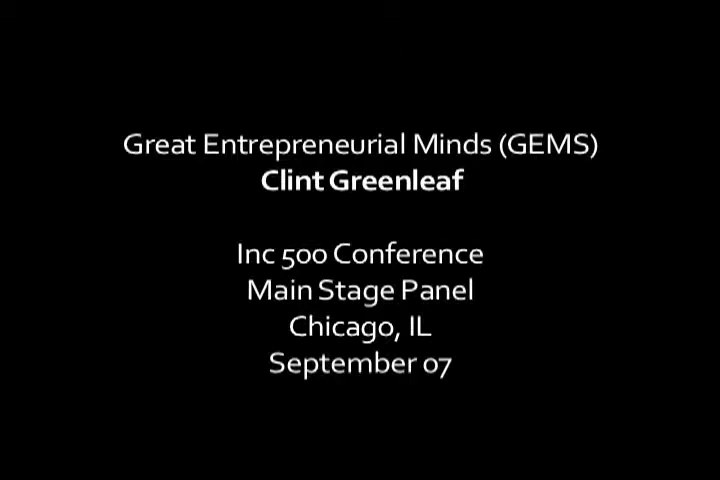 Great Entrepreneurial Minds (GEMS)
Clint Greenleaf
Inc 500 Conference
Main Stage Panel
Chicago, IL
September 07